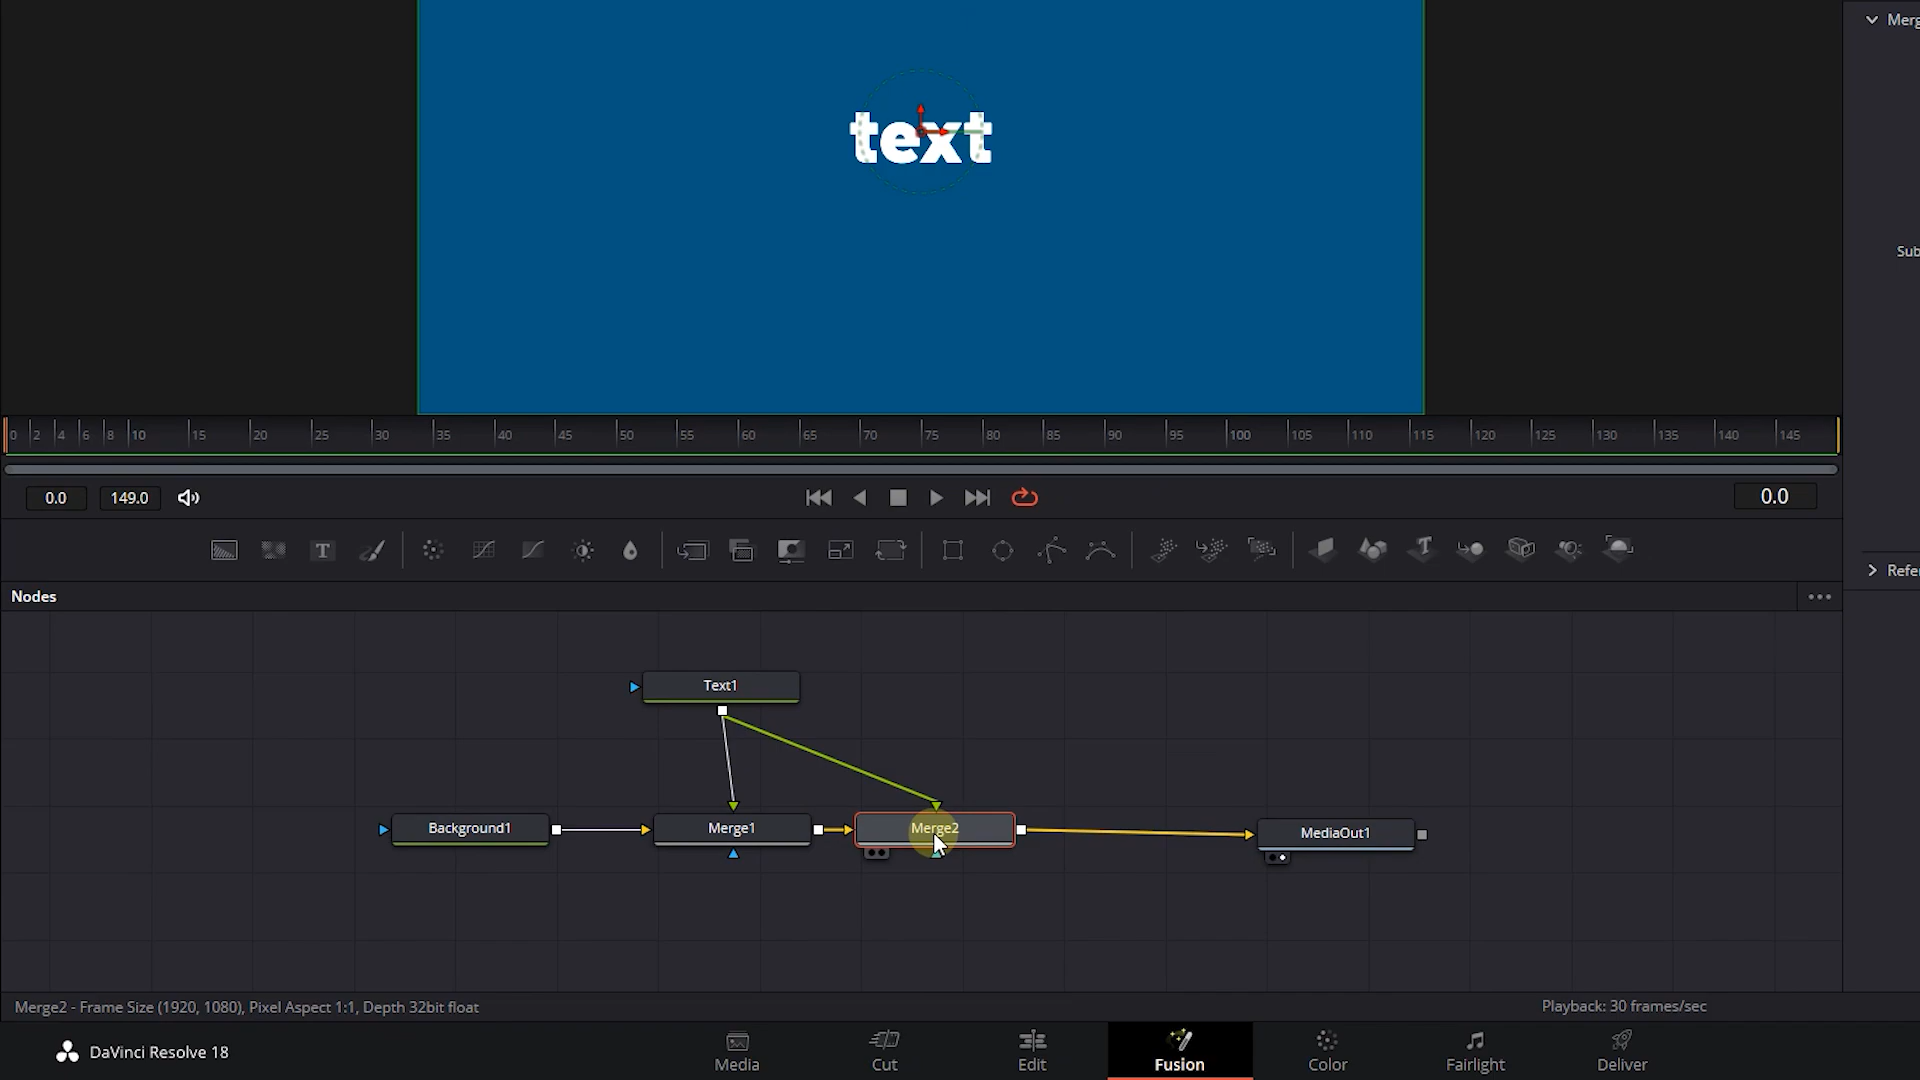 Merg
text
Sub
0 2 4 6 8 10 15 20 25 30 35 40 45 50 55 60 65 70 75 80 85 90 95 100 105 110 115 120 125 130 135 140 145
0.0 149.0 0.0
T
Refer
Nodes
Text1
Background1 Merge1 Merge2 MediaOut1
Merge2 - Frame Size (1920, 1080), Pixel Aspect 1:1, Depth 32bit float
Playback: 30 frames/sec
DaVinci Resolve 18
Media Cut Edit Fusion Color Fairlight Deliver